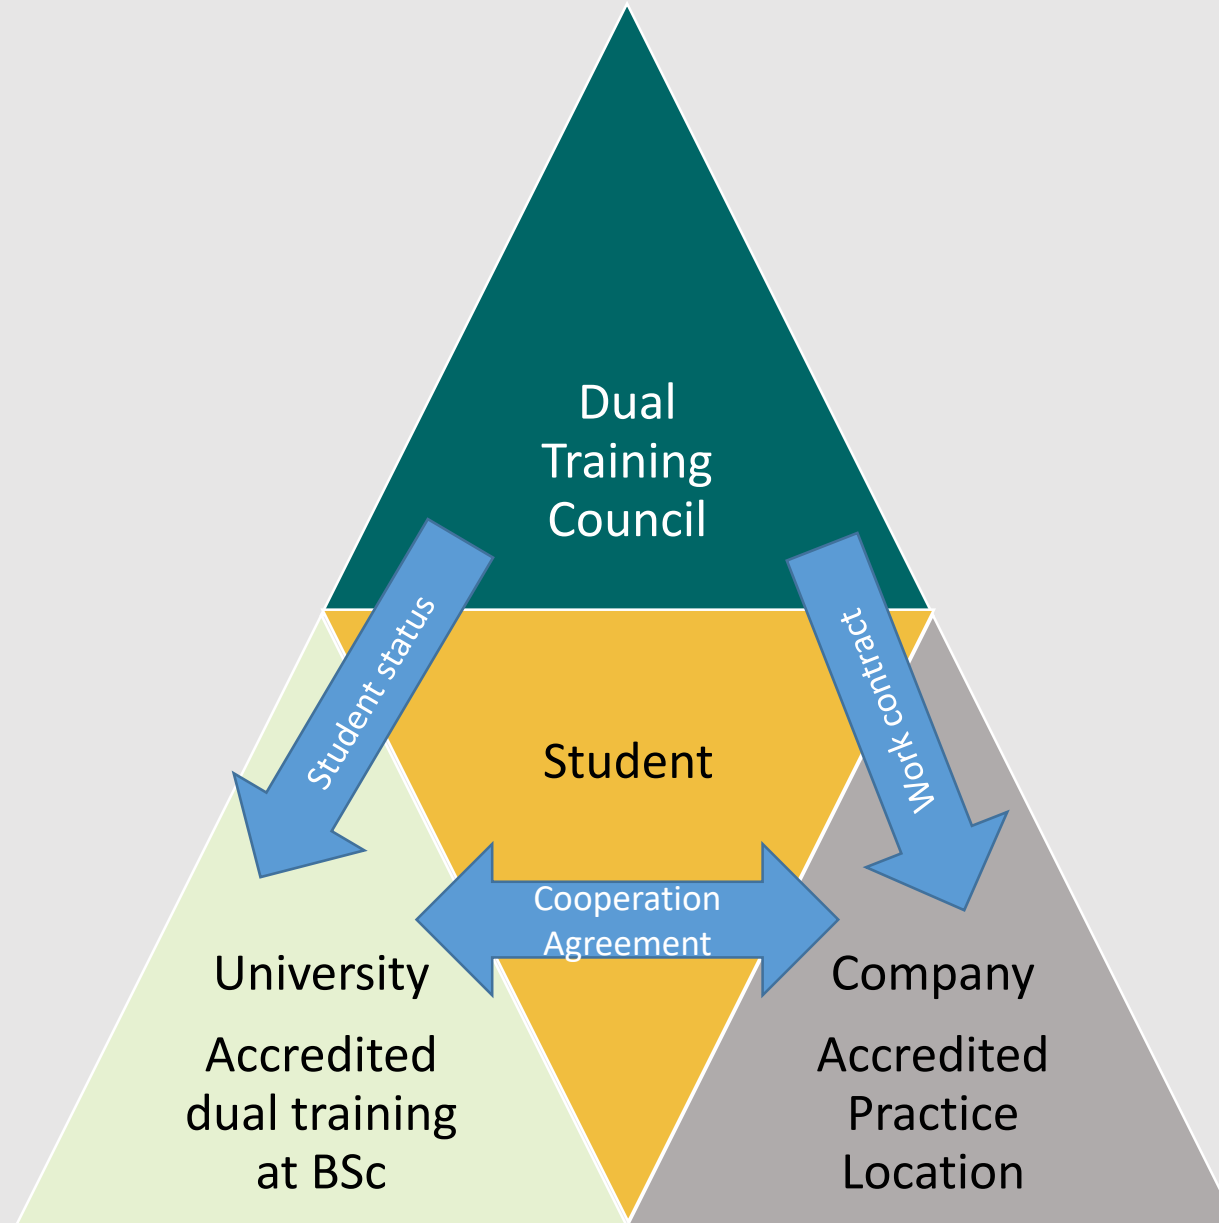 Dual
Training
Council
Student status
Work contract
Student
Cooperation
Agreement
University
Accredited
dual training
at BSc
Company
Accredited
Practice
Location